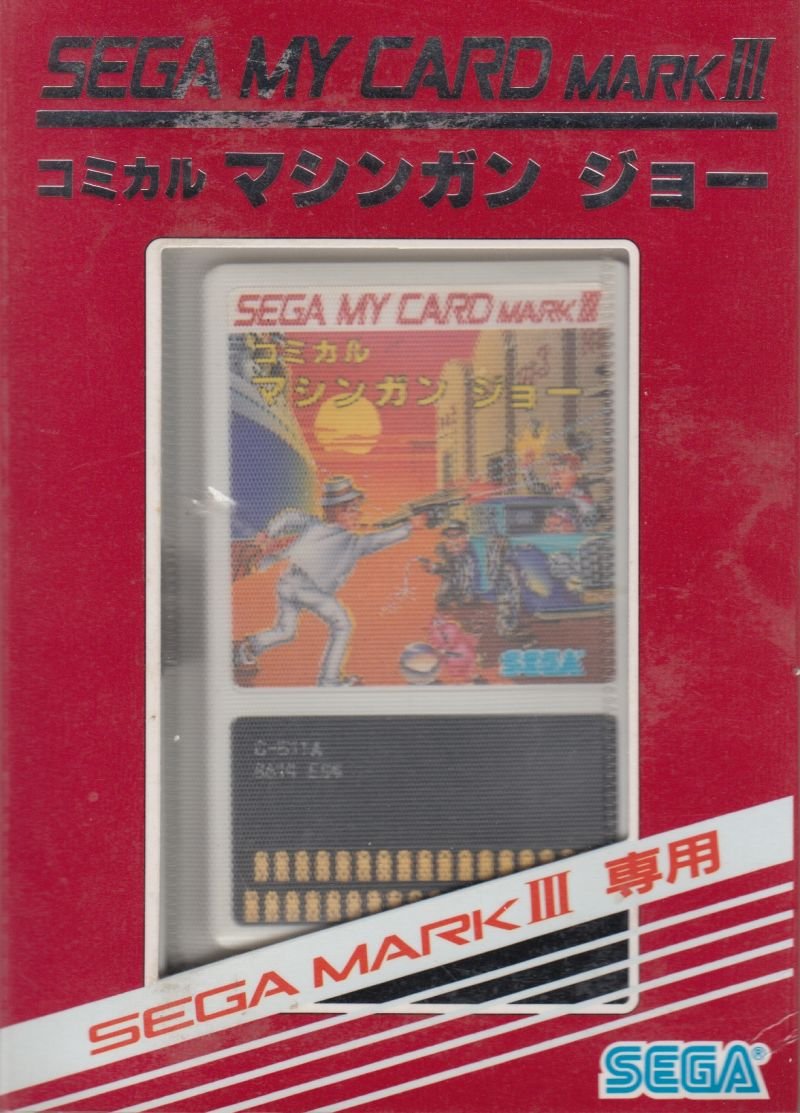 SEGA MY CARD MARK III
コミカル マシンガン ジョー
SEGA MY CARD MARK III
コミカル
マシンガン ジョー
SEGA
G-511A
SEGA MARK III 専用
SEGA®